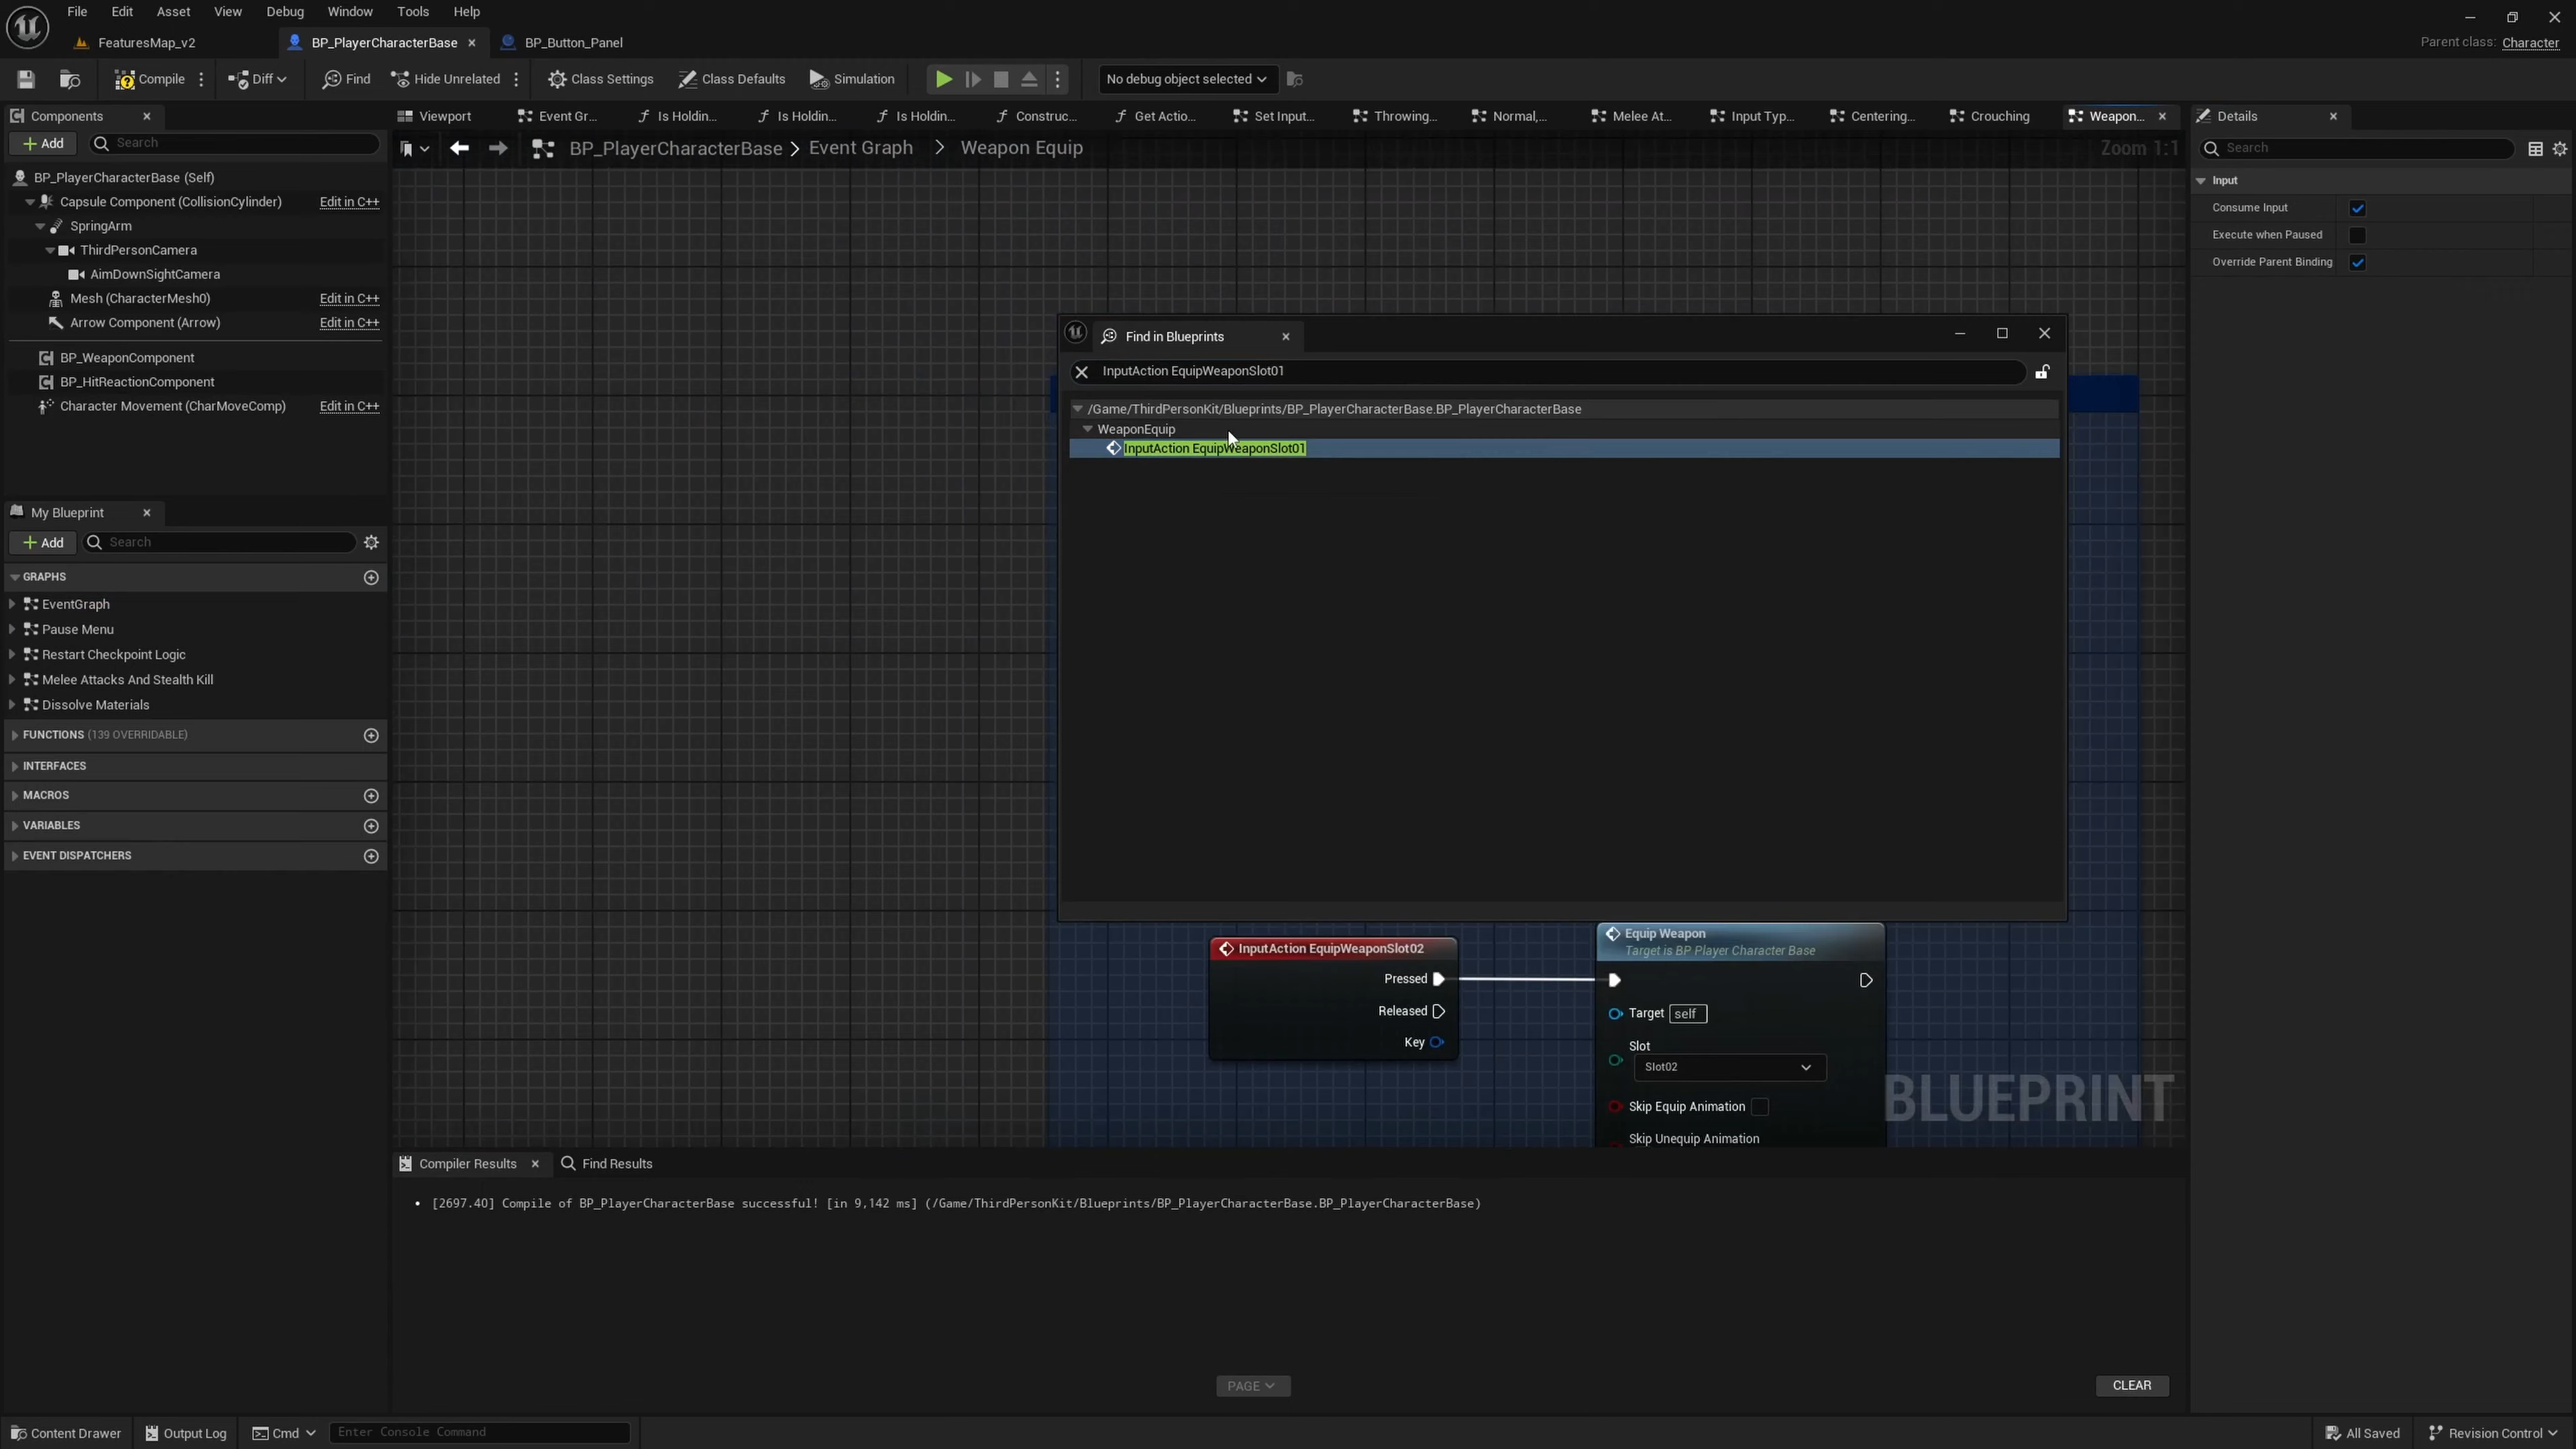 File Edit Asset View Debug Window Tools Help
FeaturesMap_v2 BP_PlayerCharacterBase BP_Button_Panel
Parent class: Character
Compile Diff Find Hide Unrelated Class Settings Class Defaults Simulation No debug object selected
Components
Add Search
BP_PlayerCharacterBase (Self)
Capsule Component (CollisionCylinder) Edit in C++
SpringArm
ThirdPersonCamera
AimDownSightCamera
Mesh (CharacterMesh0) Edit in C++
Arrow Component (Arrow) Edit in C++
BP_WeaponComponent
BP_HitReactionComponent
Character Movement (CharMoveComp) Edit in C++
My Blueprint
Add Search
GRAPHS
EventGraph
Pause Menu
Restart Checkpoint Logic
Melee Attacks And Stealth Kill
Dissolve Materials
FUNCTIONS (139 OVERRIDABLE)
INTERFACES
MACROS
VARIABLES
EVENT DISPATCHERS
Viewport Event Gr... Is Holdin... Is Holdin... Is Holdin... Construc... Get Actio... Set Input... Throwing... Normal,... Melee At... Input Typ... Centering... Crouching Weapon...
BP_PlayerCharacterBase > Event Graph > Weapon Equip
Zoom 1:1
Find in Blueprints
InputAction EquipWeaponSlot01
/Game/ThirdPersonKit/Blueprints/BP_PlayerCharacterBase.BP_PlayerCharacterBase
WeaponEquip
InputAction EquipWeaponSlot01
InputAction EquipWeaponSlot02
Pressed
Released
Key
Equip Weapon
Target is BP Player Character Base
Target self
Slot
Slot02
Skip Equip Animation
Skip Unequip Animation
BLUEPRINT
Details
Search
Input
Consume Input
Execute when Paused
Override Parent Binding
Compiler Results Find Results
[2697.40] Compile of BP_PlayerCharacterBase successful! [in 9,142 ms] (/Game/ThirdPersonKit/Blueprints/BP_PlayerCharacterBase.BP_PlayerCharacterBase)
PAGE
CLEAR
Content Drawer Output Log Cmd Enter Console Command All Saved Revision Control